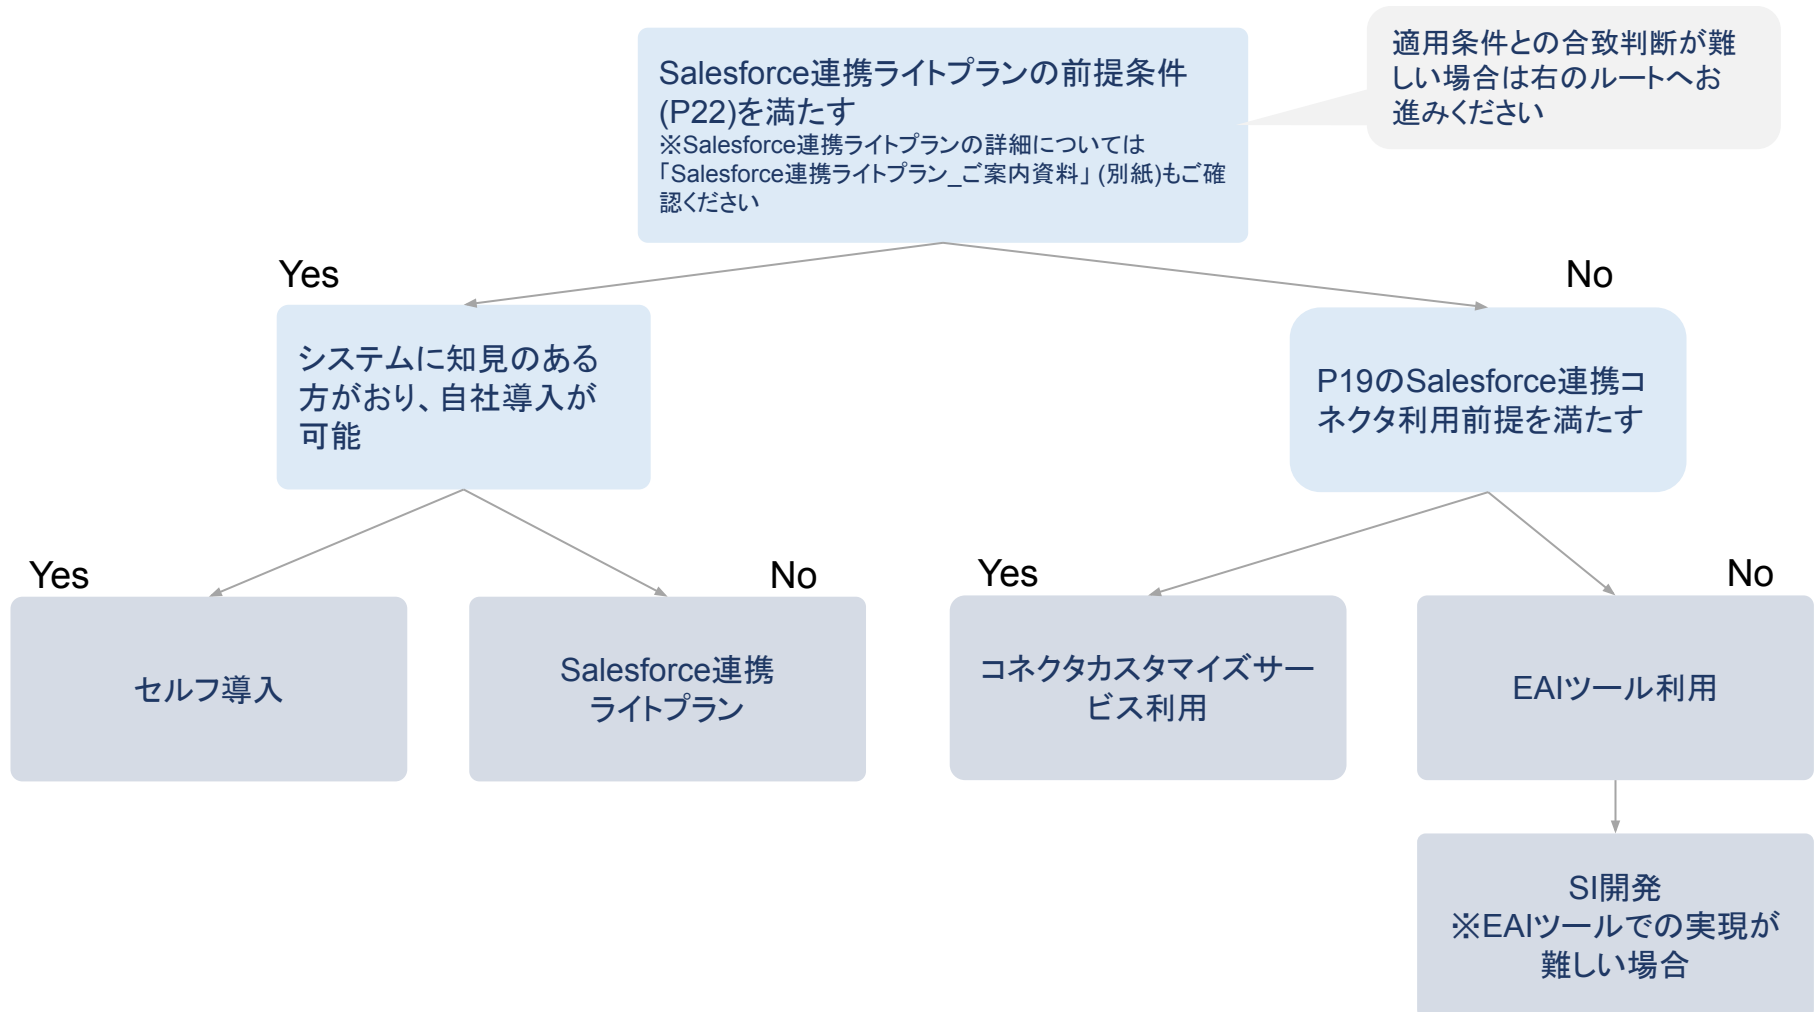 Salesforce連携ライトプランの前提条件
(P22)を満たす
※Salesforce連携ライトプランの詳細については
「Salesforce連携ライトプラン_ご案内資料」 (別紙)もご確
認ください
適用条件との合致判断が難
しい場合は右のルートへお
進みください
Yes
No
システムに知見のある
方がおり、自社導入が
可能
P19のSalesforce連携コ
ネクタ利用前提を満たす
Yes
No
Yes
No
セルフ導入
Salesforce連携
ライトプラン
コネクタカスタマイズサー
ビス利用
EAIツール利用
SI開発
※EAIツールでの実現が
難しい場合